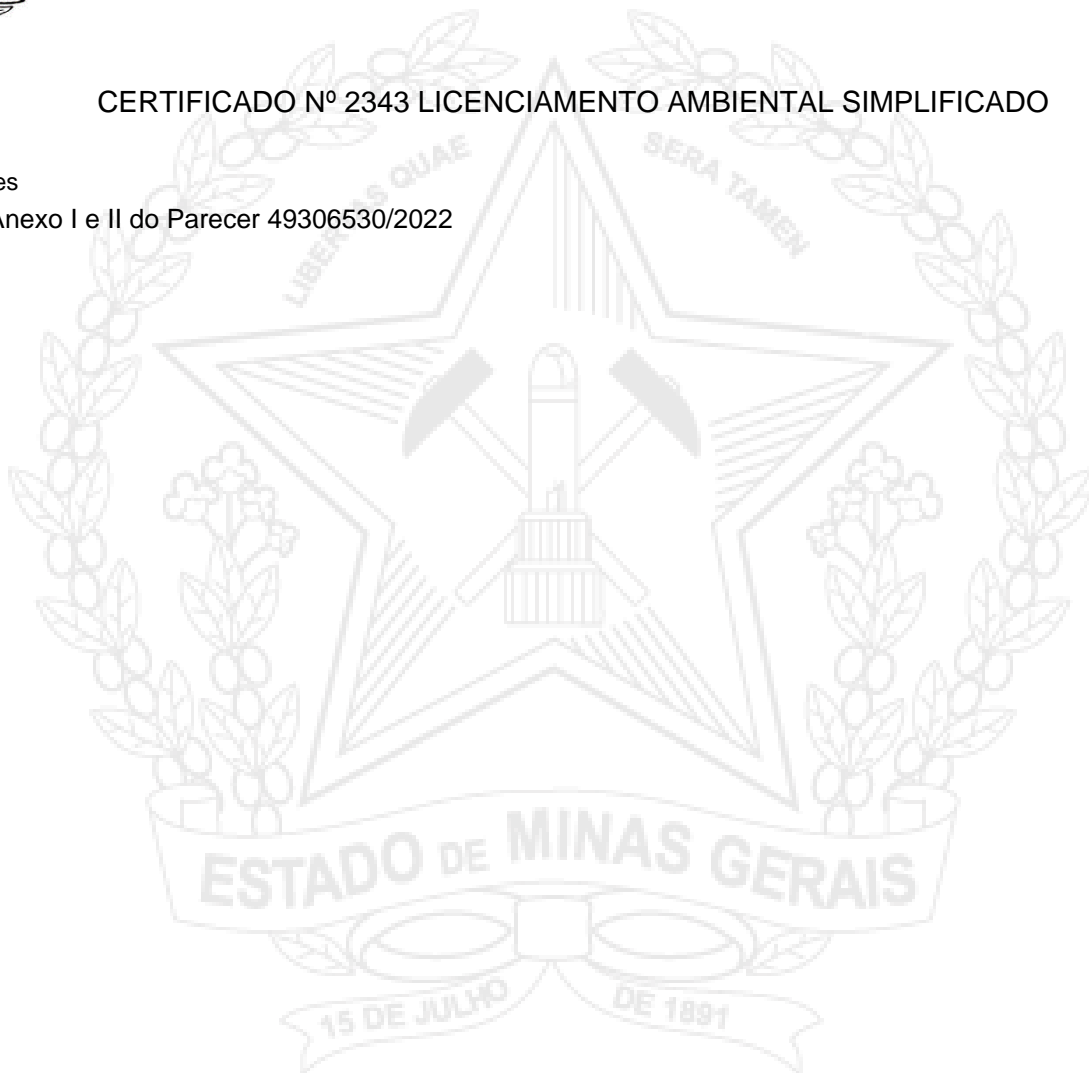 CERTIFICADO Nº 2343 LICENCIAMENTO AMBIENTAL SIMPLIFICADO
es
Anexo I e II do Parecer 49306530/2022
LIBERTAS QUAE SERA TAMEN
ESTADO DE MINAS GERAIS
15 DE JULHO DE 1891